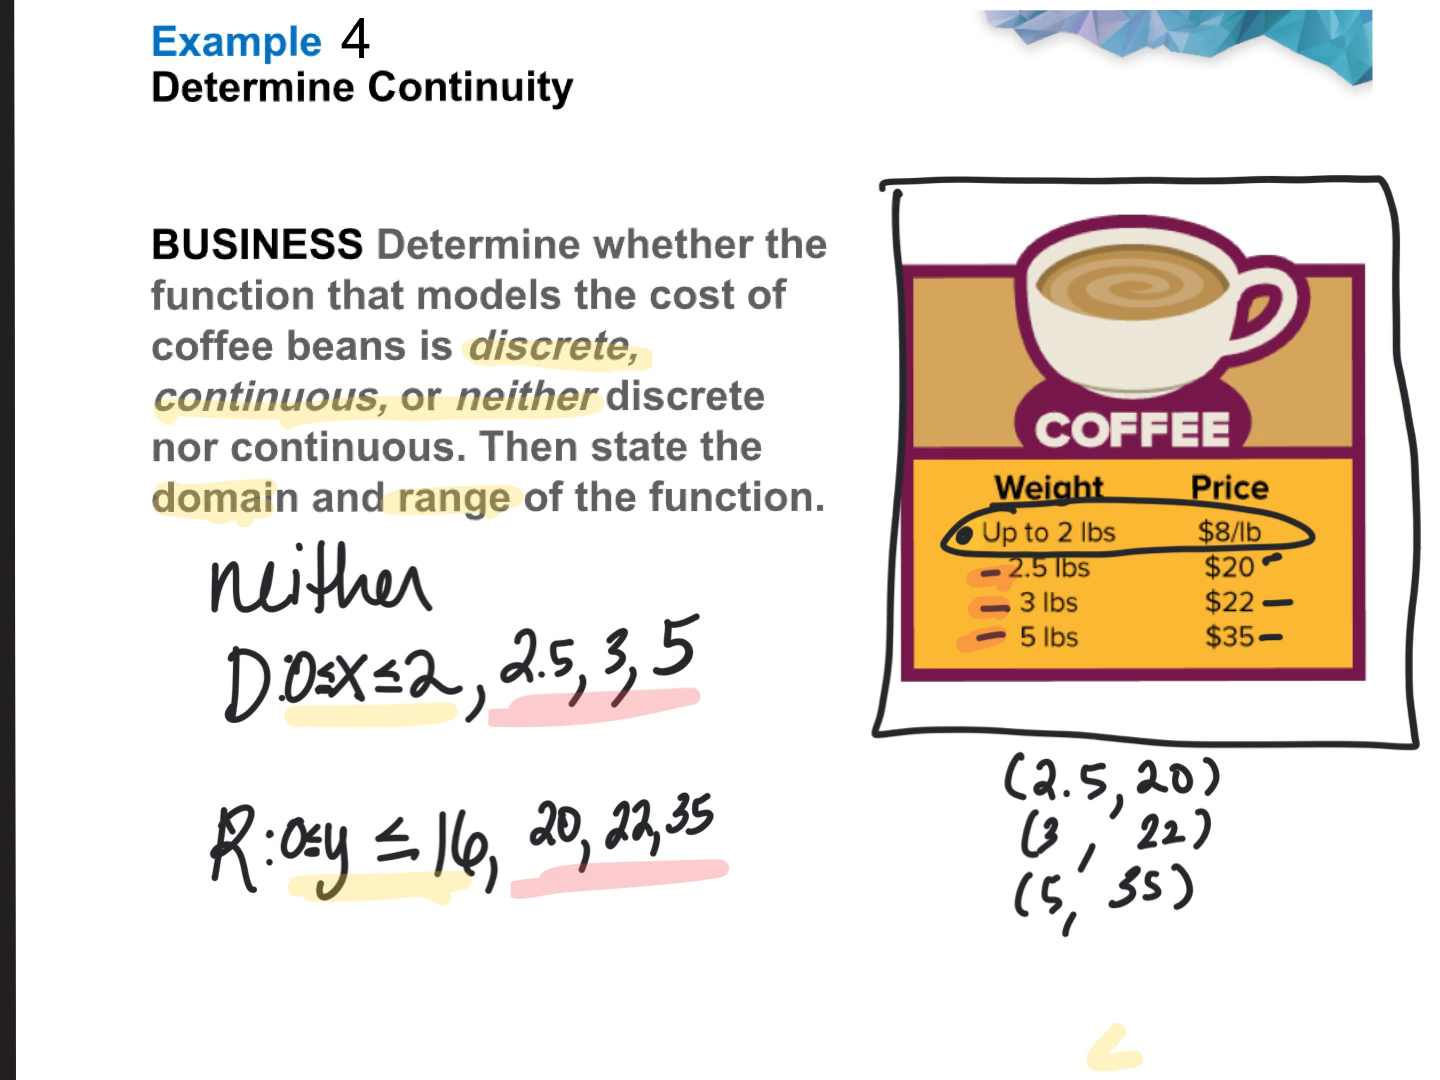 Example 4
Determine Continuity
BUSINESS Determine whether the
function that models the cost of
coffee beans is discrete,
continuous, or neither discrete
nor continuous. Then state the
domain and range of the function.
neither
D:0≤x≤2, 2.5, 3, 5
R:0≤y ≤ 16, 20, 22, 35
COFFEE
Weight Price
Up to 2 lbs $8/lb
2.5 lbs $20
3 lbs $22
5 lbs $35
(2.5, 20)
(3, 22)
(5, 35)